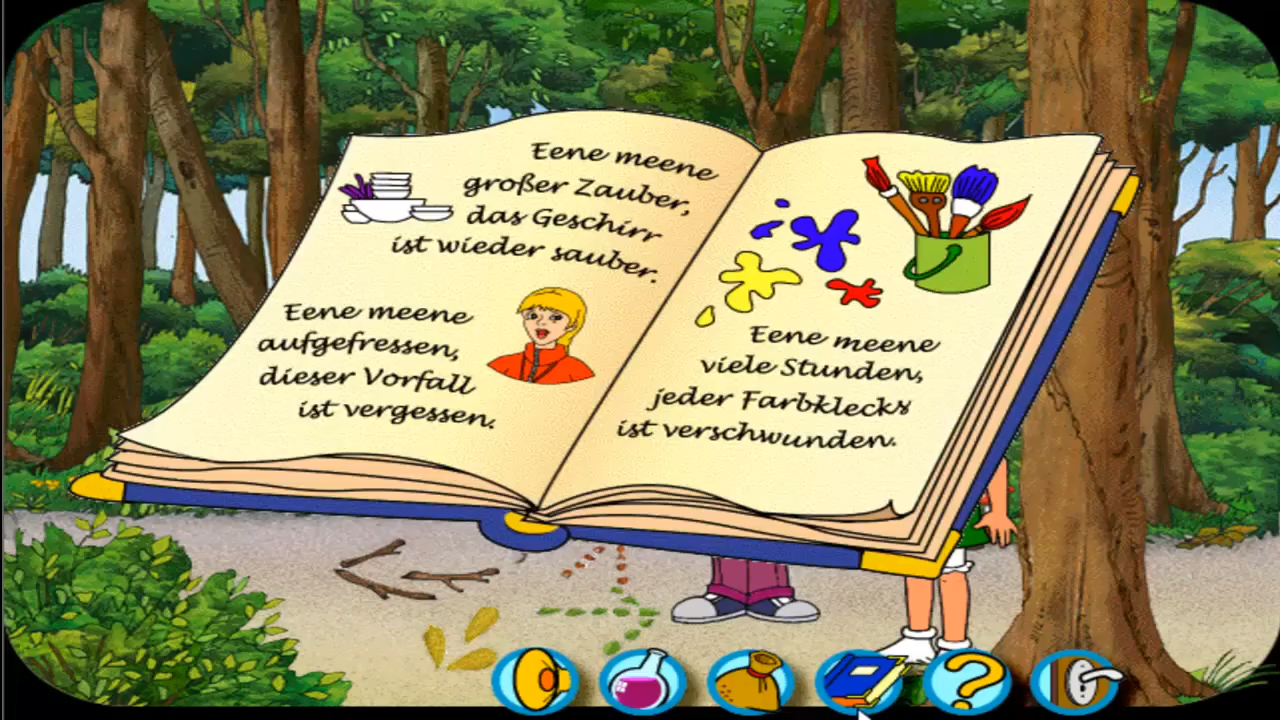 Eene meene
großer Zauber,
das Geschirr
ist wieder sauber.
Eene meene
aufgefressen,
dieser Vorfall
ist vergessen.
Eene meene
viele Stunden,
jeder Farbklecks
ist verschwunden.